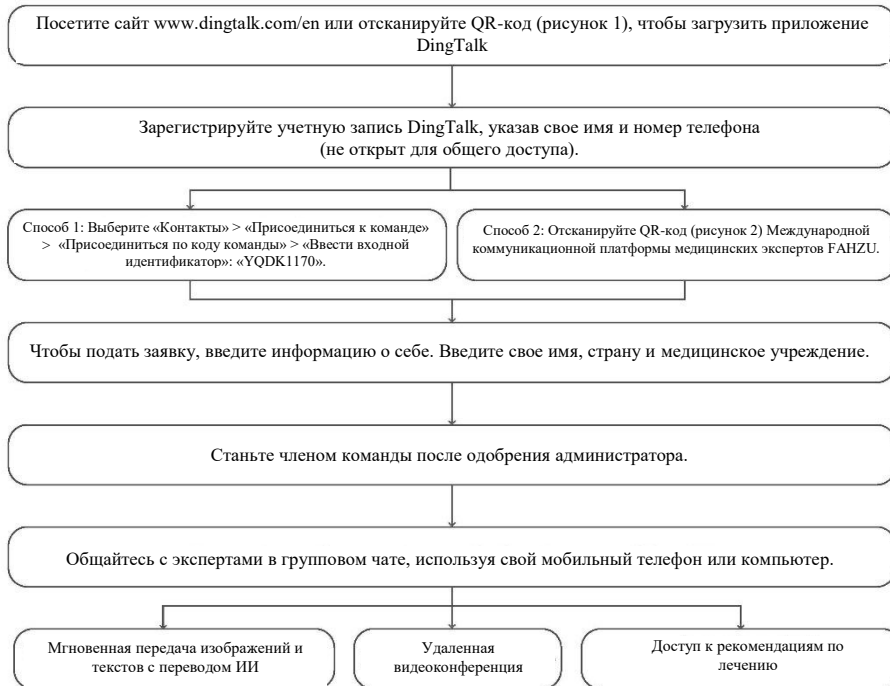 Посетите сайт www.dingtalk.com/en или отсканируйте QR-код (рисунок 1), чтобы загрузить приложение
DingTalk
Зарегистрируйте учетную запись DingTalk, указав свое имя и номер телефона
(не открыт для общего доступа).
Способ 1: Выберите «Контакты» > «Присоединиться к команде»
> «Присоединиться по коду команды» > «Ввести входной
идентификатор»: «YQDK1170».
Способ 2: Отсканируйте QR-код (рисунок 2) Международной
коммуникационной платформы медицинских экспертов FAHZU.
Чтобы подать заявку, введите информацию о себе. Введите свое имя, страну и медицинское учреждение.
Станьте членом команды после одобрения администратора.
Общайтесь с экспертами в групповом чате, используя свой мобильный телефон или компьютер.
Мгновенная передача изображений и
текстов с переводом ИИ
Удаленная
видеоконференция
Доступ к рекомендациям по
лечению